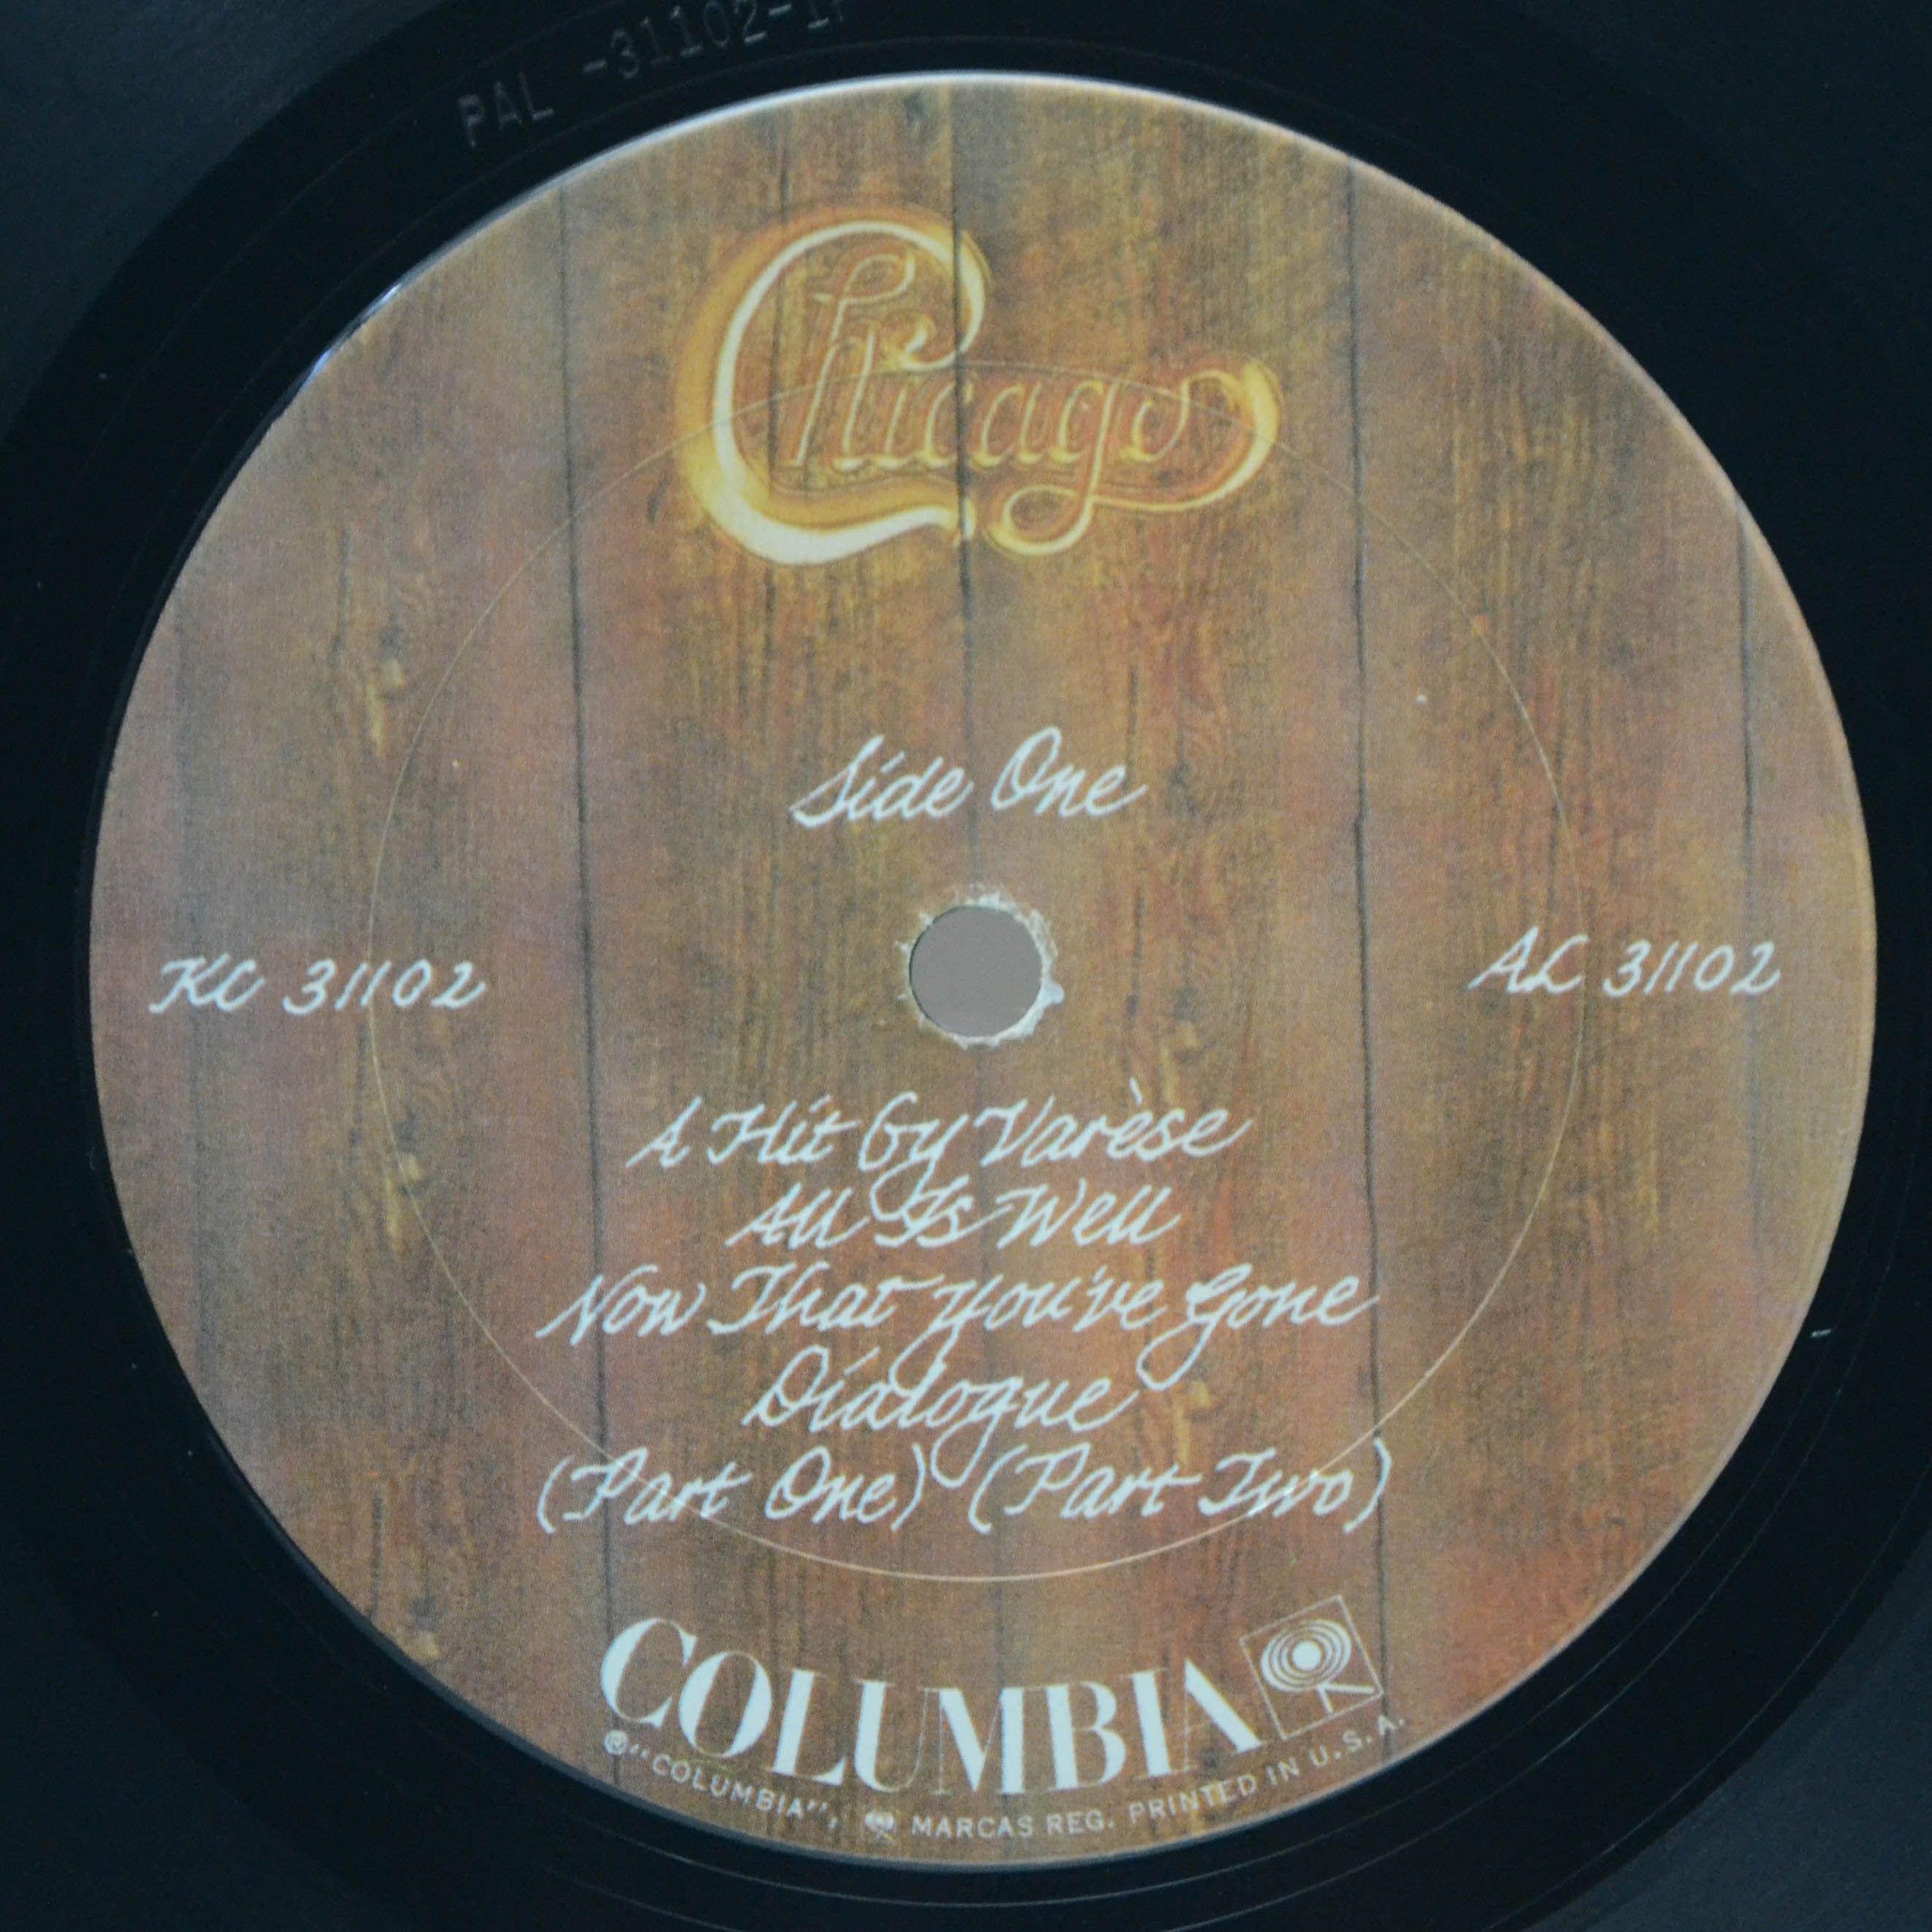 PAL -31102-1
Chicago
Side One
KC 31102
AL 31102
A Hit By Varèse
All Is Well
Now That You've Gone
Dialogue
(Part One) (Part Two)
COLUMBIA
®"COLUMBIA", MARCAS REG. PRINTED IN U.S.A.